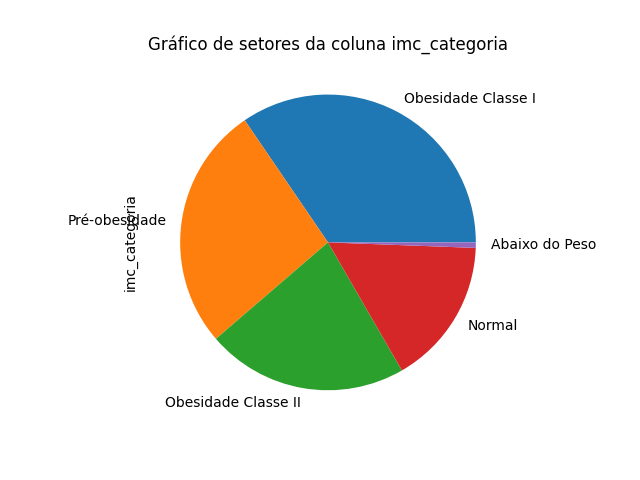 Gráfico de setores da coluna imc_categoria
Obesidade Classe I
Pré-obesidade
imc_categoria
Abaixo do Peso
Normal
Obesidade Classe II